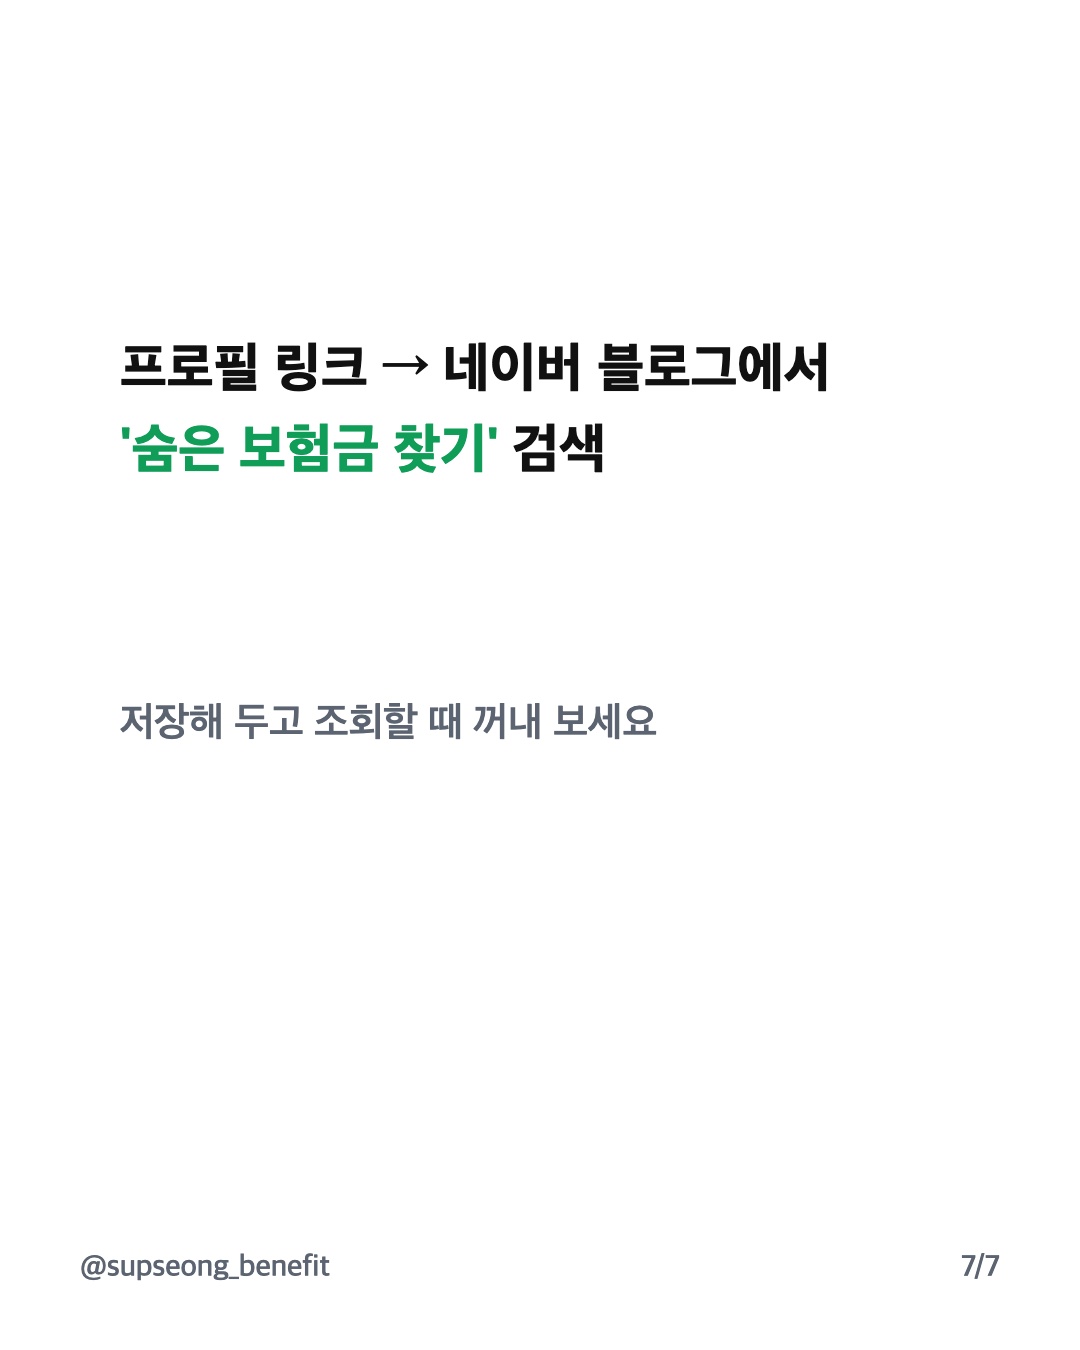 프로필 링크 → 네이버 블로그에서
'숨은 보험금 찾기' 검색
저장해 두고 조회할 때 꺼내 보세요
@supseong_benefit
7/7